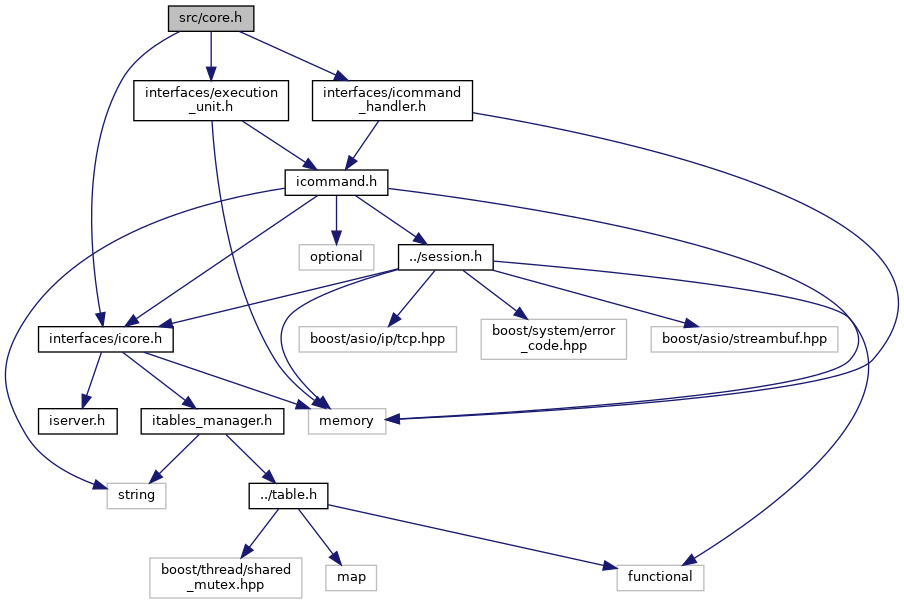 src/core.h
interfaces/execution
_unit.h
interfaces/icommand
_handler.h
icommand.h
optional
../session.h
interfaces/icore.h
boost/asio/ip/tcp.hpp
boost/system/error
_code.hpp
boost/asio/streambuf.hpp
iserver.h
itables_manager.h
memory
string
../table.h
boost/thread/shared
_mutex.hpp
map
functional